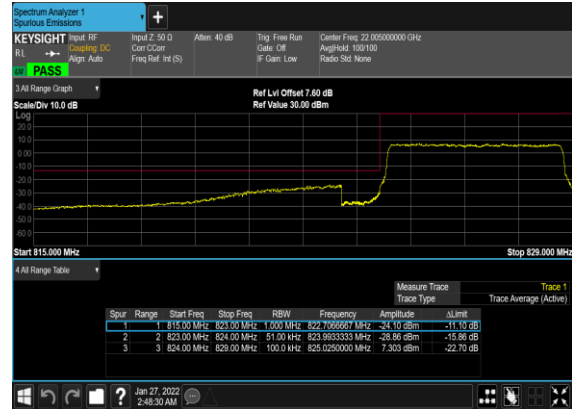 Spectrum Analyzer 1
Spurious Emissions
+
KEYSIGHT Input: RF Input Z: 50 Ω Atten: 40 dB Trig: Free Run Center Freq: 22.005000000 GHz
RL Coupling: DC Corr CCorr Gate: Off Avg|Hold: 100/100
Align: Auto Freq Ref: Int (S) IF Gain: Low Radio Std: None
PASS
3 All Range Graph
Ref Lvl Offset 7.60 dB
Scale/Div 10.0 dB Ref Value 30.00 dBm
Log
20.0
10.0
0.00
-10.0
-20.0
-30.0
-40.0
-50.0
-60.0
Start 815.000 MHz Stop 829.000 MHz
4 All Range Table
Measure Trace Trace 1
Trace Type Trace Average (Active)
Spur Range Start Freq Stop Freq RBW Frequency Amplitude ΔLimit
1 1 815.00 MHz 823.00 MHz 1.000 MHz 822.7066667 MHz -24.10 dBm -11.10 dB
2 2 823.00 MHz 824.00 MHz 51.00 kHz 823.9933333 MHz -28.86 dBm -15.86 dB
3 3 824.00 MHz 829.00 MHz 100.0 kHz 825.0250000 MHz 7.303 dBm -22.70 dB
? Jan 27, 2022
2:48:30 AM